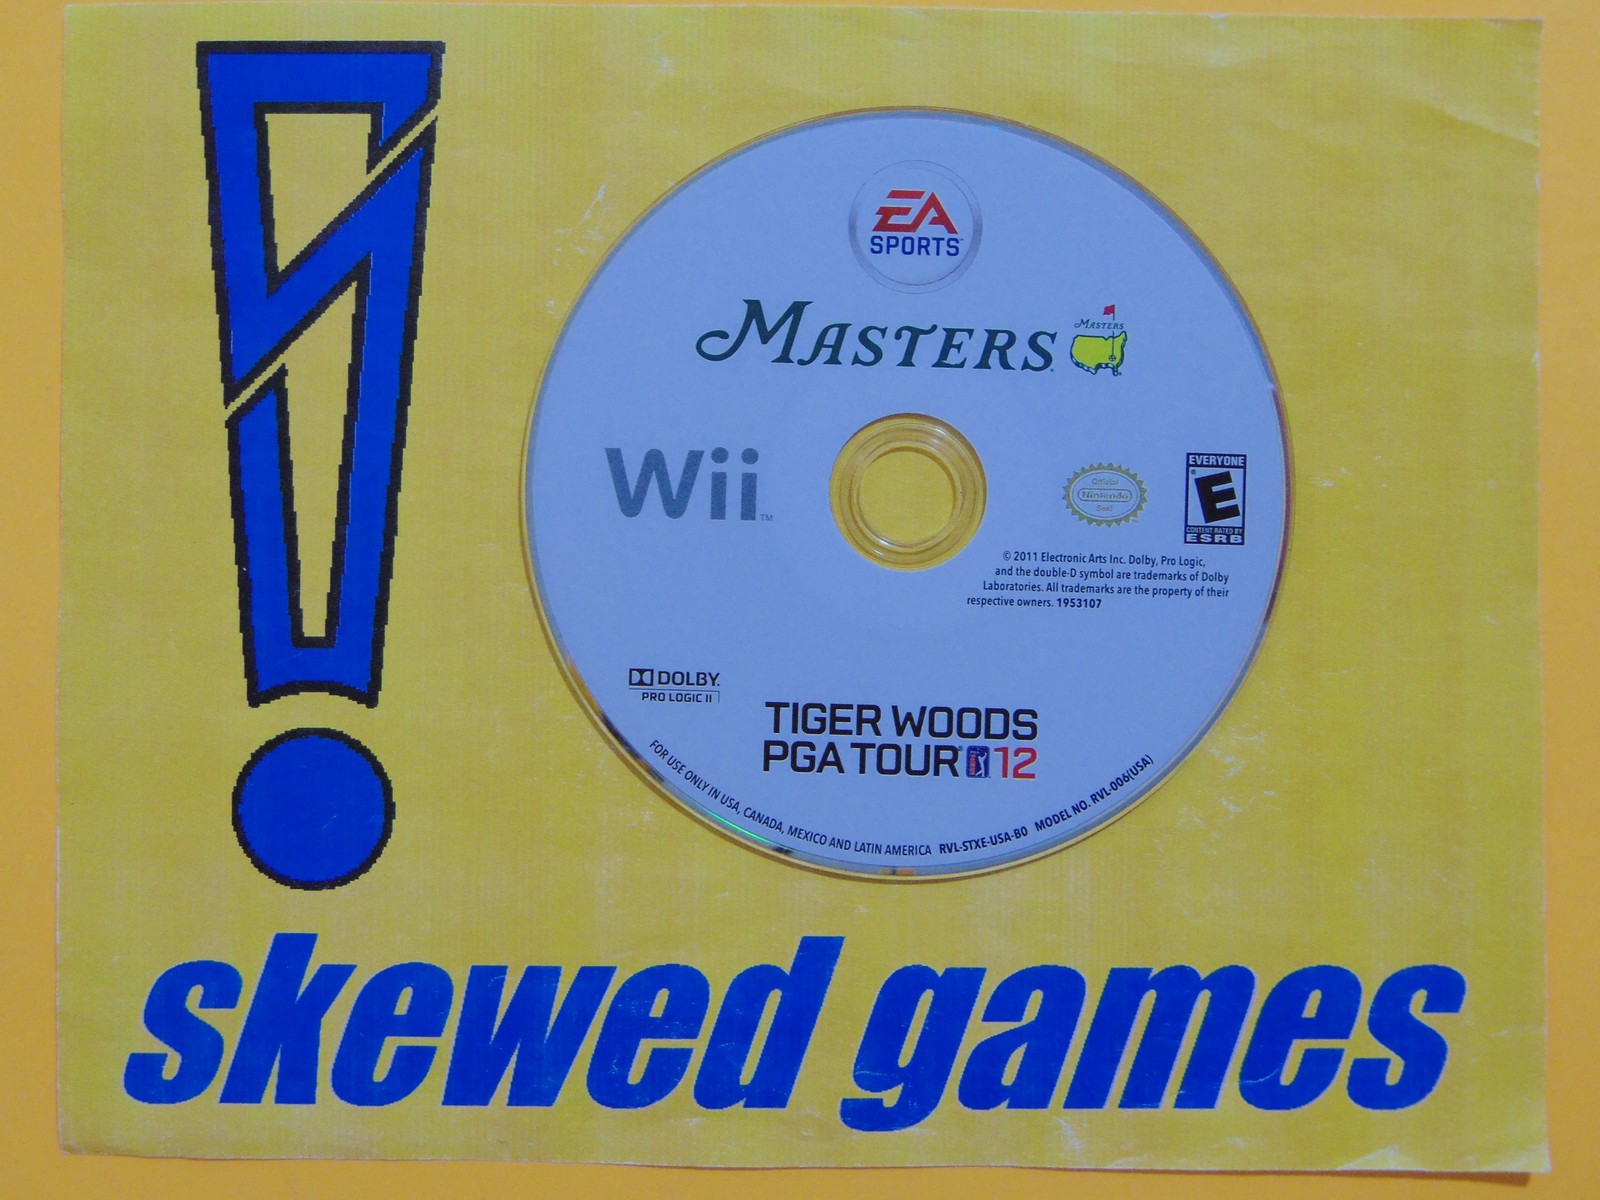 EA
SPORTS™
MASTERS®
MASTERS
Wii™
Official
Nintendo
Seal
EVERYONE
E
CONTENT RATED BY
ESRB
© 2011 Electronic Arts Inc. Dolby, Pro Logic,
and the double-D symbol are trademarks of Dolby
Laboratories. All trademarks are the property of their
respective owners. 1953107
DOLBY
PRO LOGIC II
TIGER WOODS
PGA TOUR® 12
FOR USE ONLY IN USA, CANADA, MEXICO AND LATIN AMERICA RVL-STXE-USA-B0 MODEL NO. RVL-006(USA)
skewed games